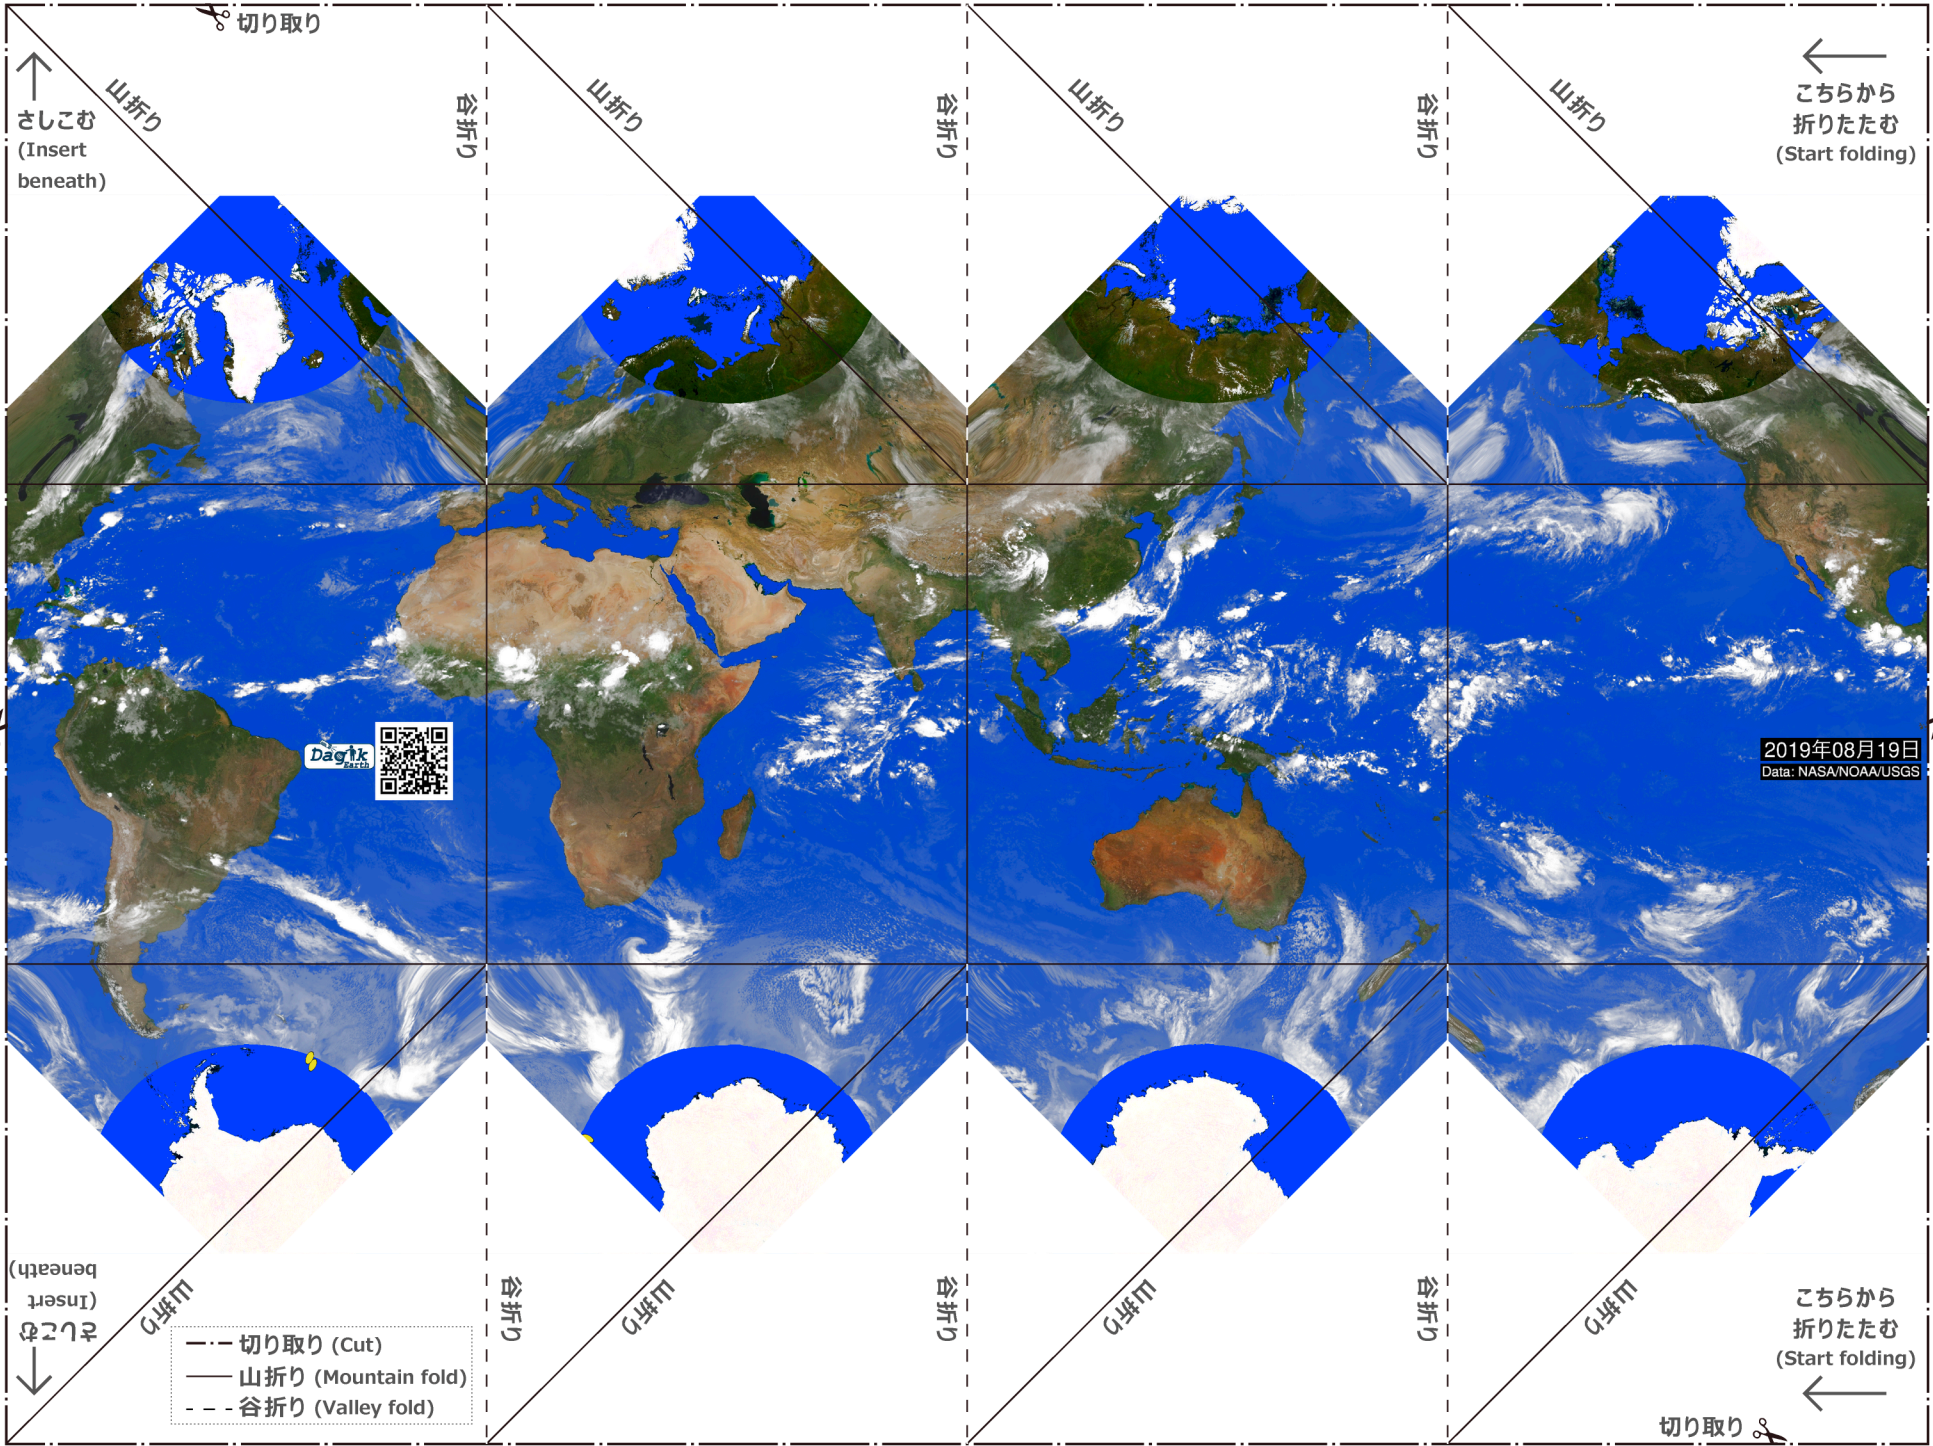 切り取り
山折り
谷折り
山折り
谷折り
山折り
谷折り
山折り
さしこむ
(Insert
beneath)
こちらから
折りたたむ
(Start folding)
Dagik
Earth
2019年08月19日
Data: NASA/NOAA/USGS
さしこむ
(Insert
beneath)
山折り
谷折り
山折り
谷折り
山折り
谷折り
山折り
こちらから
折りたたむ
(Start folding)
切り取り (Cut)
山折り (Mountain fold)
谷折り (Valley fold)
切り取り